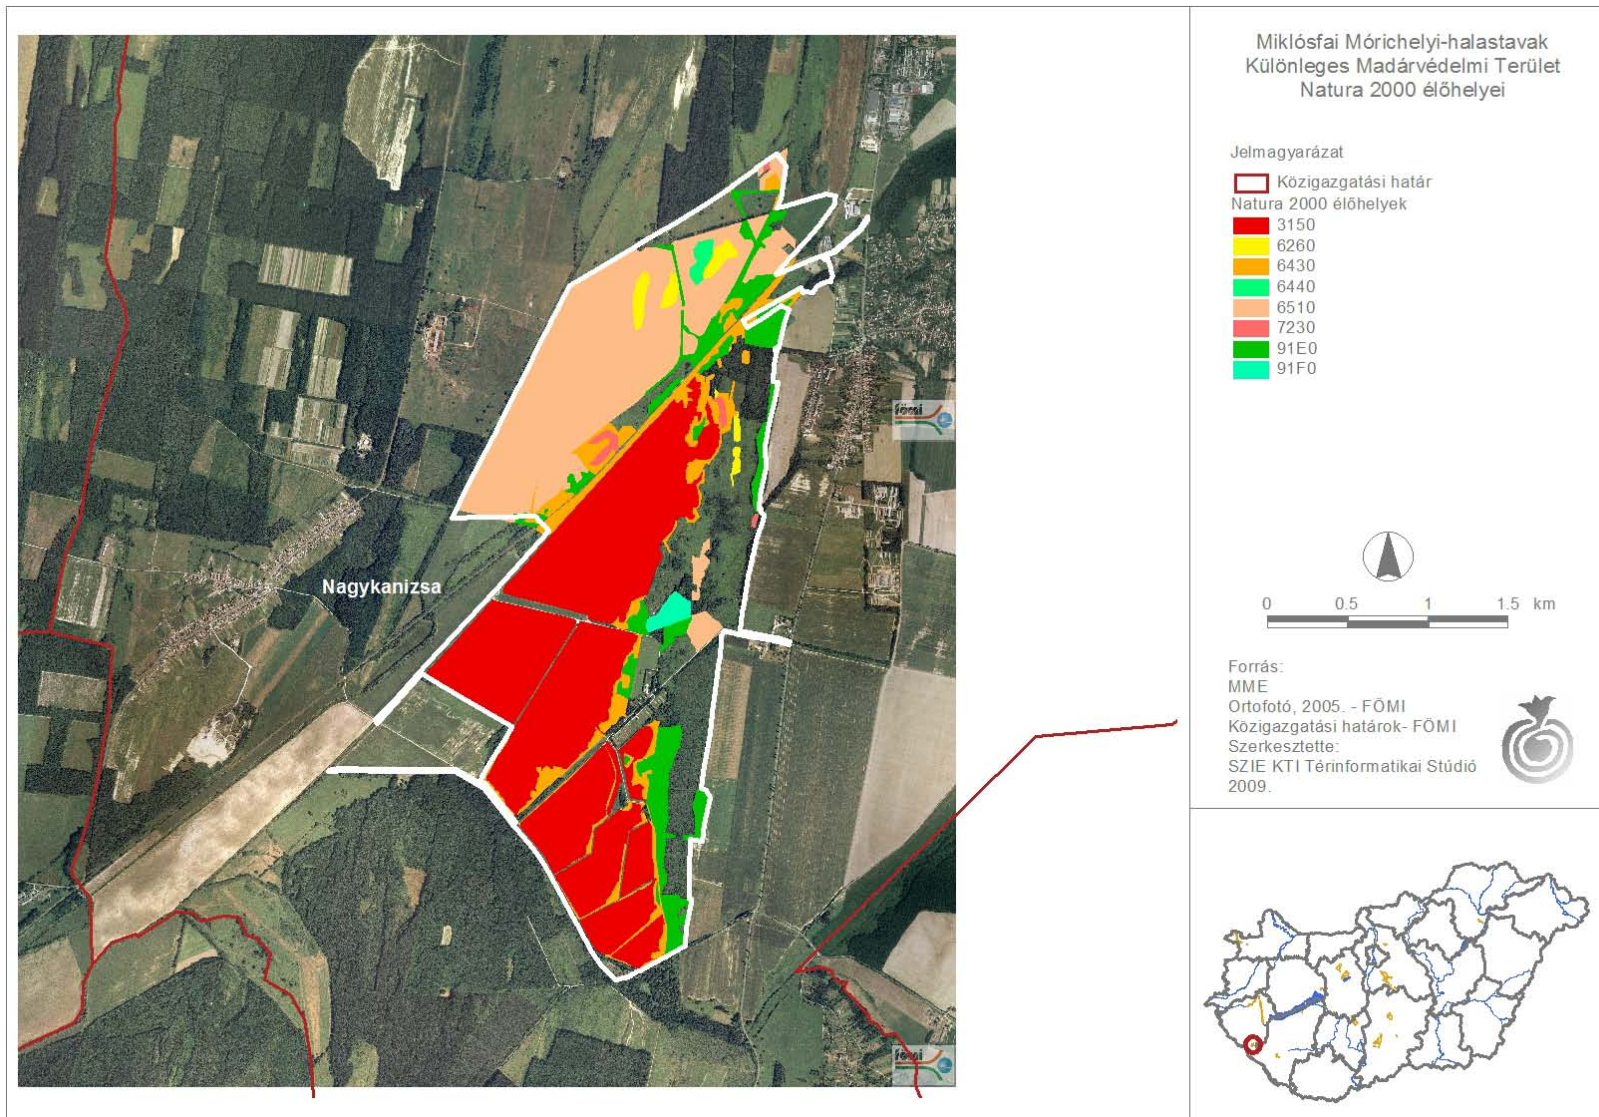 Miklósfai Mórichelyi-halastavak
Különleges Madárvédelmi Terület
Natura 2000 élőhelyei
Jelmagyarázat
Közigazgatási határ
Natura 2000 élőhelyek
3150
6260
6430
6440
6510
7230
91E0
91F0
0 0.5 1 1.5 km
Forrás:
MME
Ortofotó, 2005. - FÖMI
Közigazgatási határok- FÖMI
Szerkesztette:
SZIE KTI Térinformatikai Stúdió
2009.
Nagykanizsa
fömi
fömi